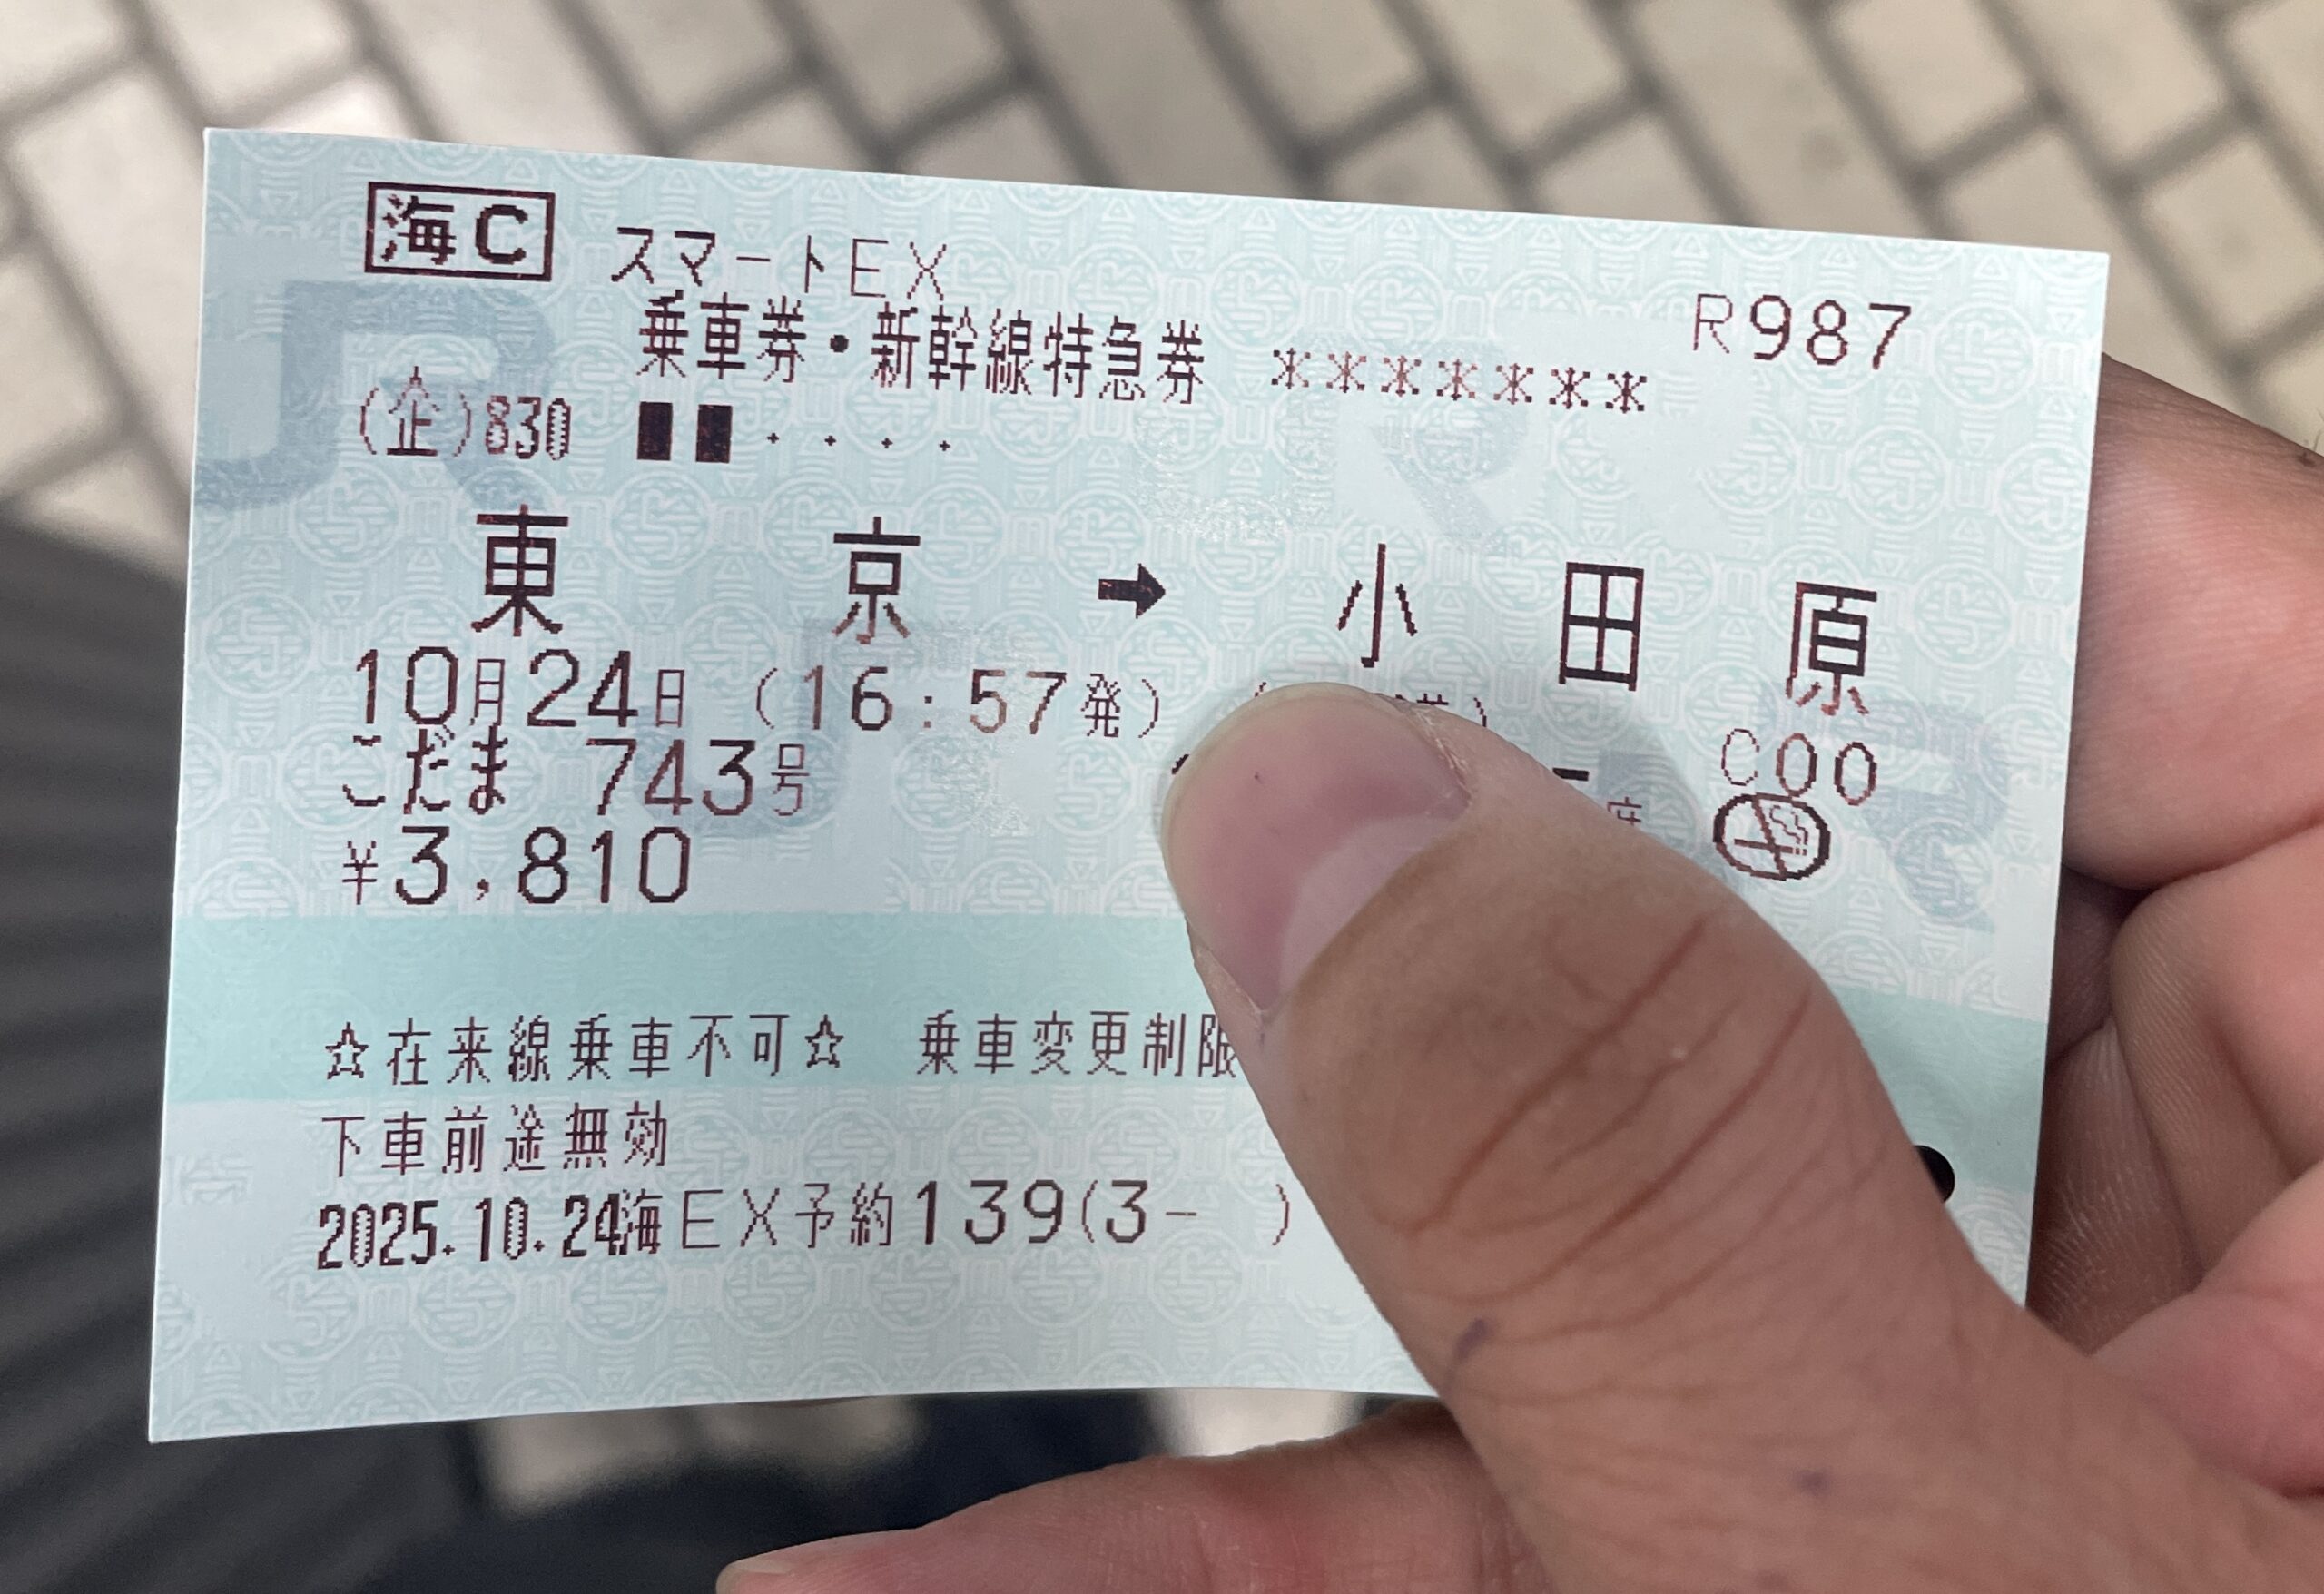 海C スマートEX
R987
乗車券・新幹線特急券 *******
(企)830 ■■····
東京→小田原
10月24日 (16:57発)
こだま 743号
C00
¥3,810
☆在来線乗車不可☆ 乗車変更制限
下車前途無効
2025.10.24海EX予約139(3- )